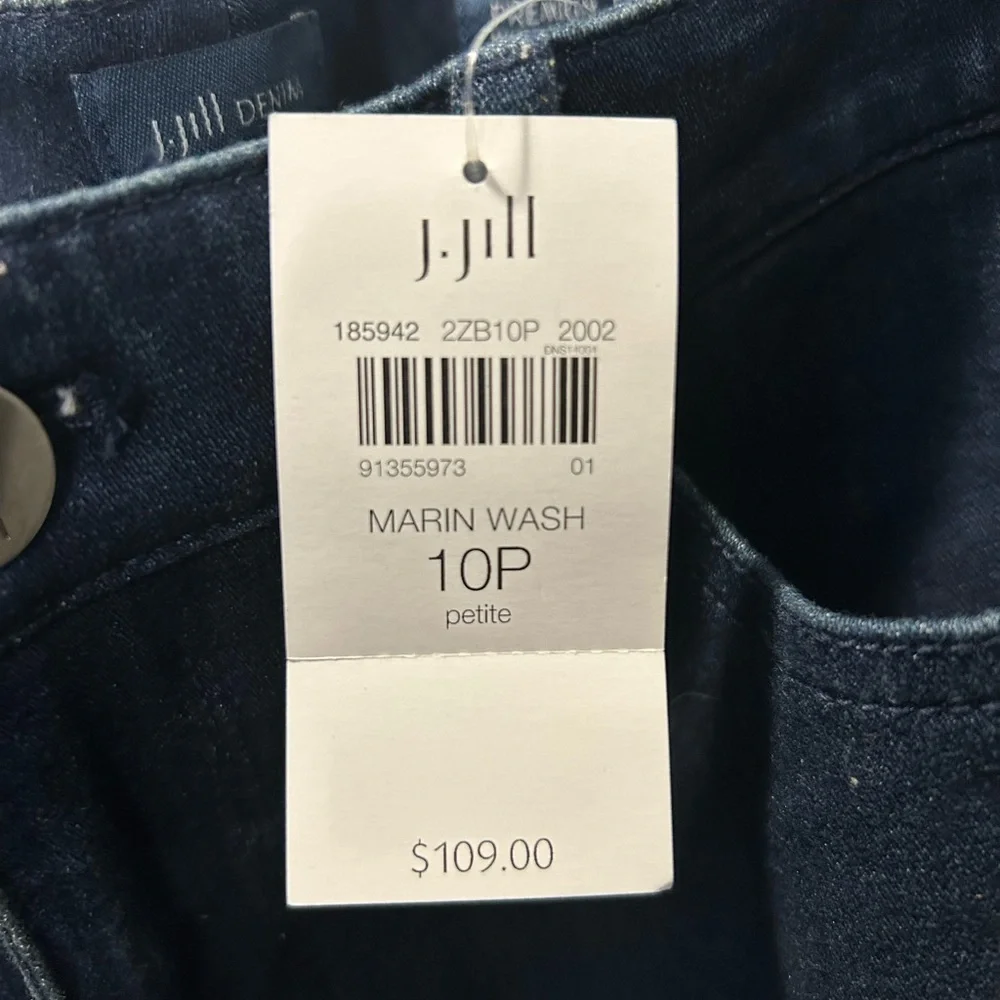 J.Jill DENIM
J.Jill
185942 2ZB10P 2002
91355973 01
MARIN WASH
10P
petite
$109.00